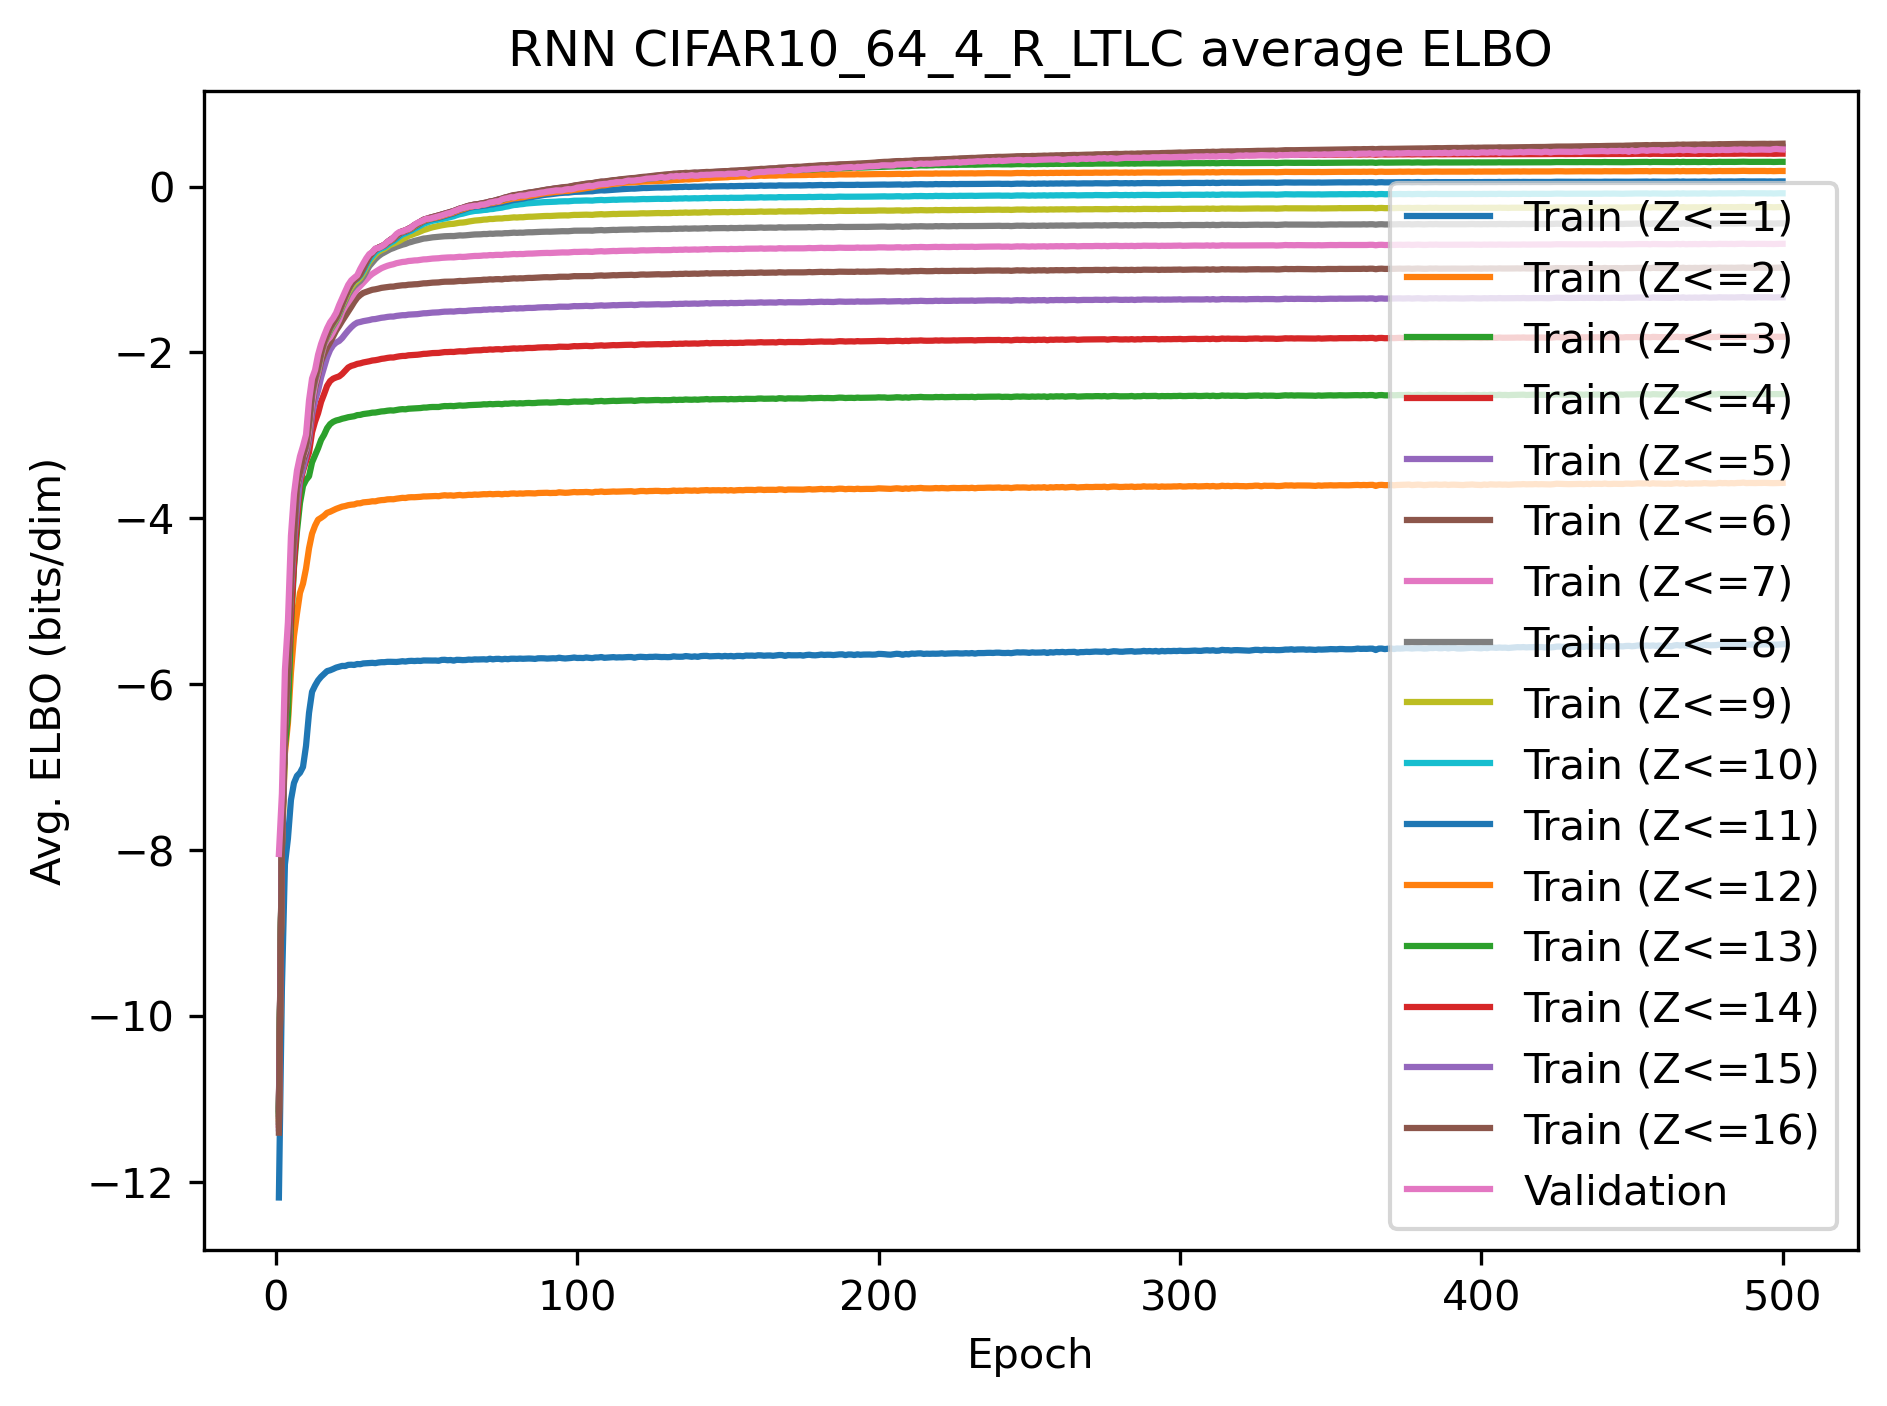 RNN CIFAR10_64_4_R_LTLC average ELBO
Avg. ELBO (bits/dim)
0
−2
−4
−6
−8
−10
−12
0
100
200
300
400
500
Epoch
Train (Z<=1)
Train (Z<=2)
Train (Z<=3)
Train (Z<=4)
Train (Z<=5)
Train (Z<=6)
Train (Z<=7)
Train (Z<=8)
Train (Z<=9)
Train (Z<=10)
Train (Z<=11)
Train (Z<=12)
Train (Z<=13)
Train (Z<=14)
Train (Z<=15)
Train (Z<=16)
Validation